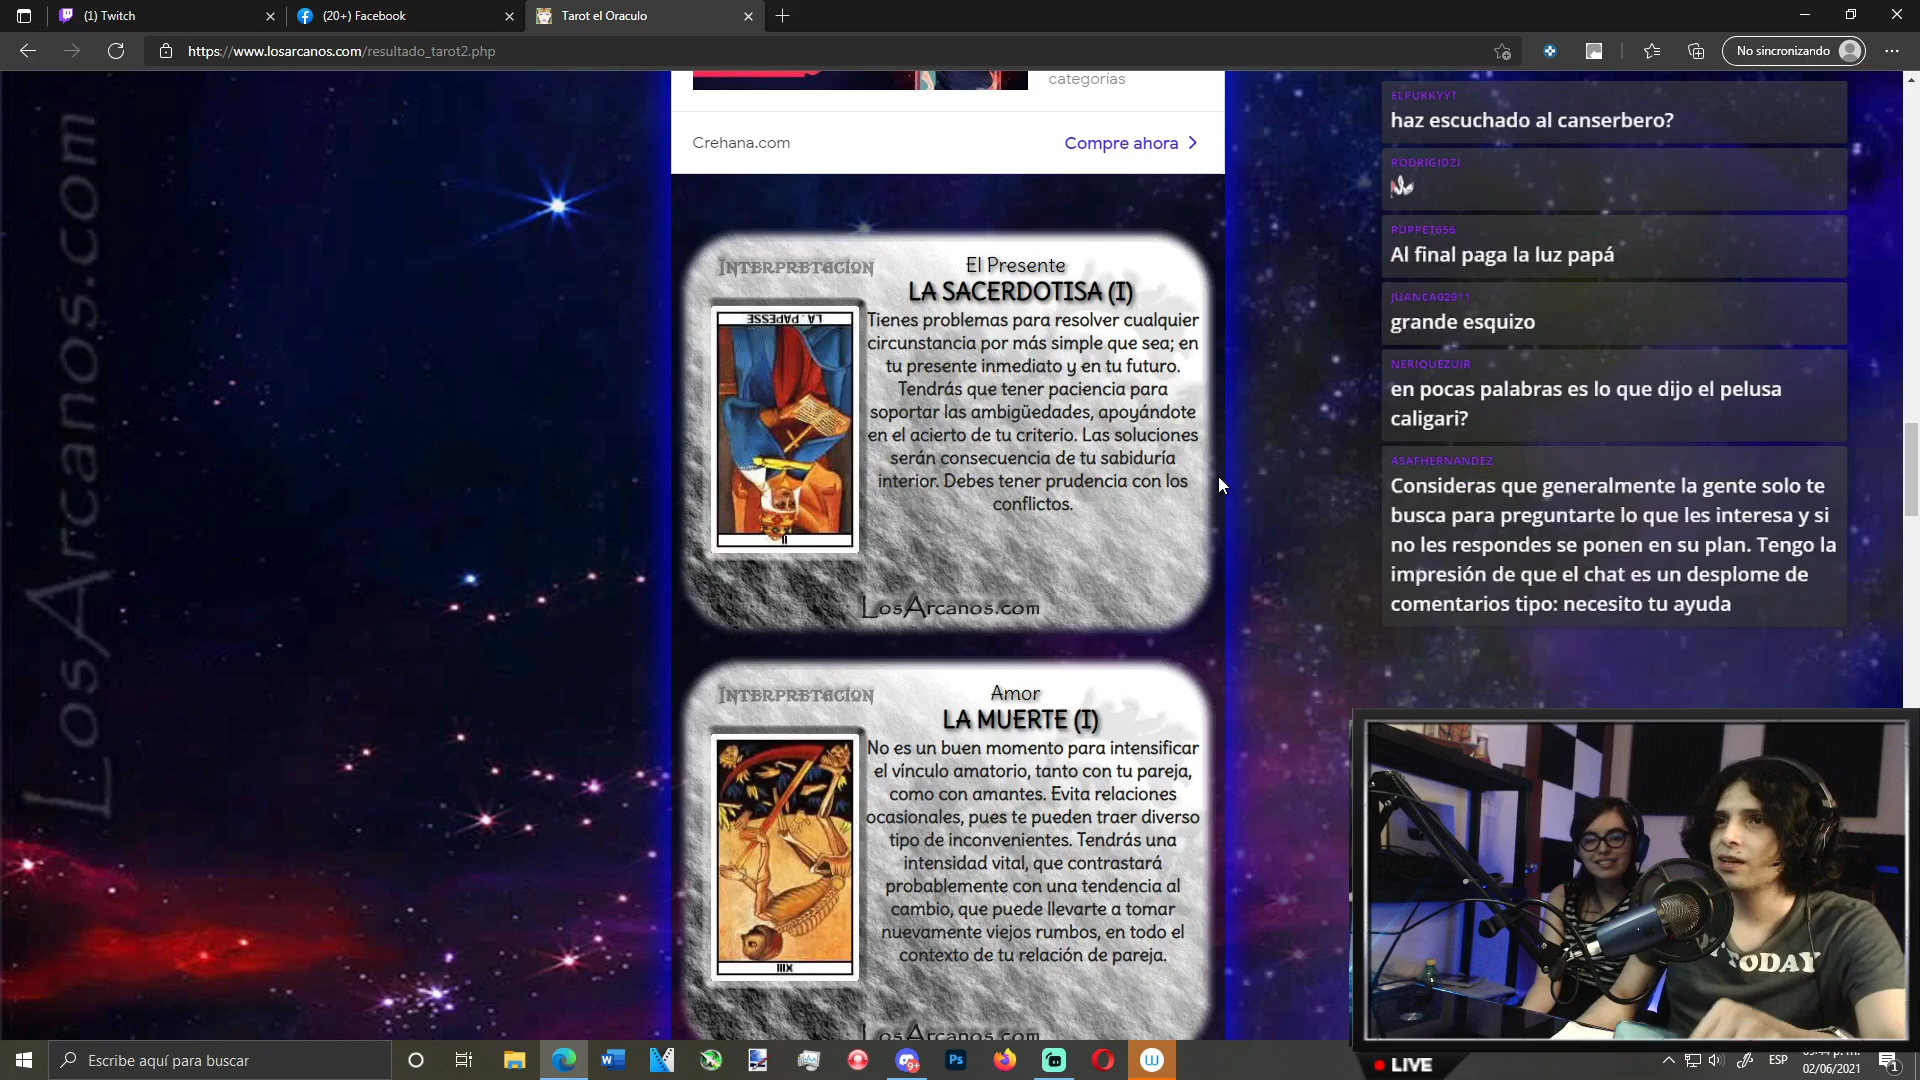 (1) Twitch
(20+) Facebook
Tarot el Oraculo
https://www.losarcanos.com/resultado_tarot2.php
No sincronizando
LosArcanos.com
categorías
Crehana.com
Compre ahora
INTERPRETACION
El Presente
LA SACERDOTISA (I)
LA PAPESSE
II
Tienes problemas para resolver cualquier
circunstancia por más simple que sea; en
tu presente inmediato y en tu futuro.
Tendrás que tener paciencia para
soportar las ambigüedades, apoyándote
en el acierto de tu criterio. Las soluciones
serán consecuencia de tu sabiduría
interior. Debes tener prudencia con los
conflictos.
LosArcanos.com
INTERPRETACION
Amor
LA MUERTE (I)
XIII
No es un buen momento para intensificar
el vínculo amatorio, tanto con tu pareja,
como con amantes. Evita relaciones
ocasionales, pues te pueden traer diverso
tipo de inconvenientes. Tendrás una
intensidad vital, que contrastará
probablemente con una tendencia al
cambio, que puede llevarte a tomar
nuevamente viejos rumbos, en todo el
contexto de tu relación de pareja.
LosArcanos.com
ELPUKKYYT
haz escuchado al canserbero?
RODRIGIDZI
PUPPET656
Al final paga la luz papá
JUANCA02911
grande esquizo
NERIQUEZUIR
en pocas palabras es lo que dijo el pelusa
caligari?
ASAFHERNANDEZ
Consideras que generalmente la gente solo te
busca para preguntarte lo que les interesa y si
no les respondes se ponen en su plan. Tengo la
impresión de que el chat es un desplome de
comentarios tipo: necesito tu ayuda
TODAY
LIVE
Escribe aquí para buscar
9+
Ps
ESP
02/06/2021
1